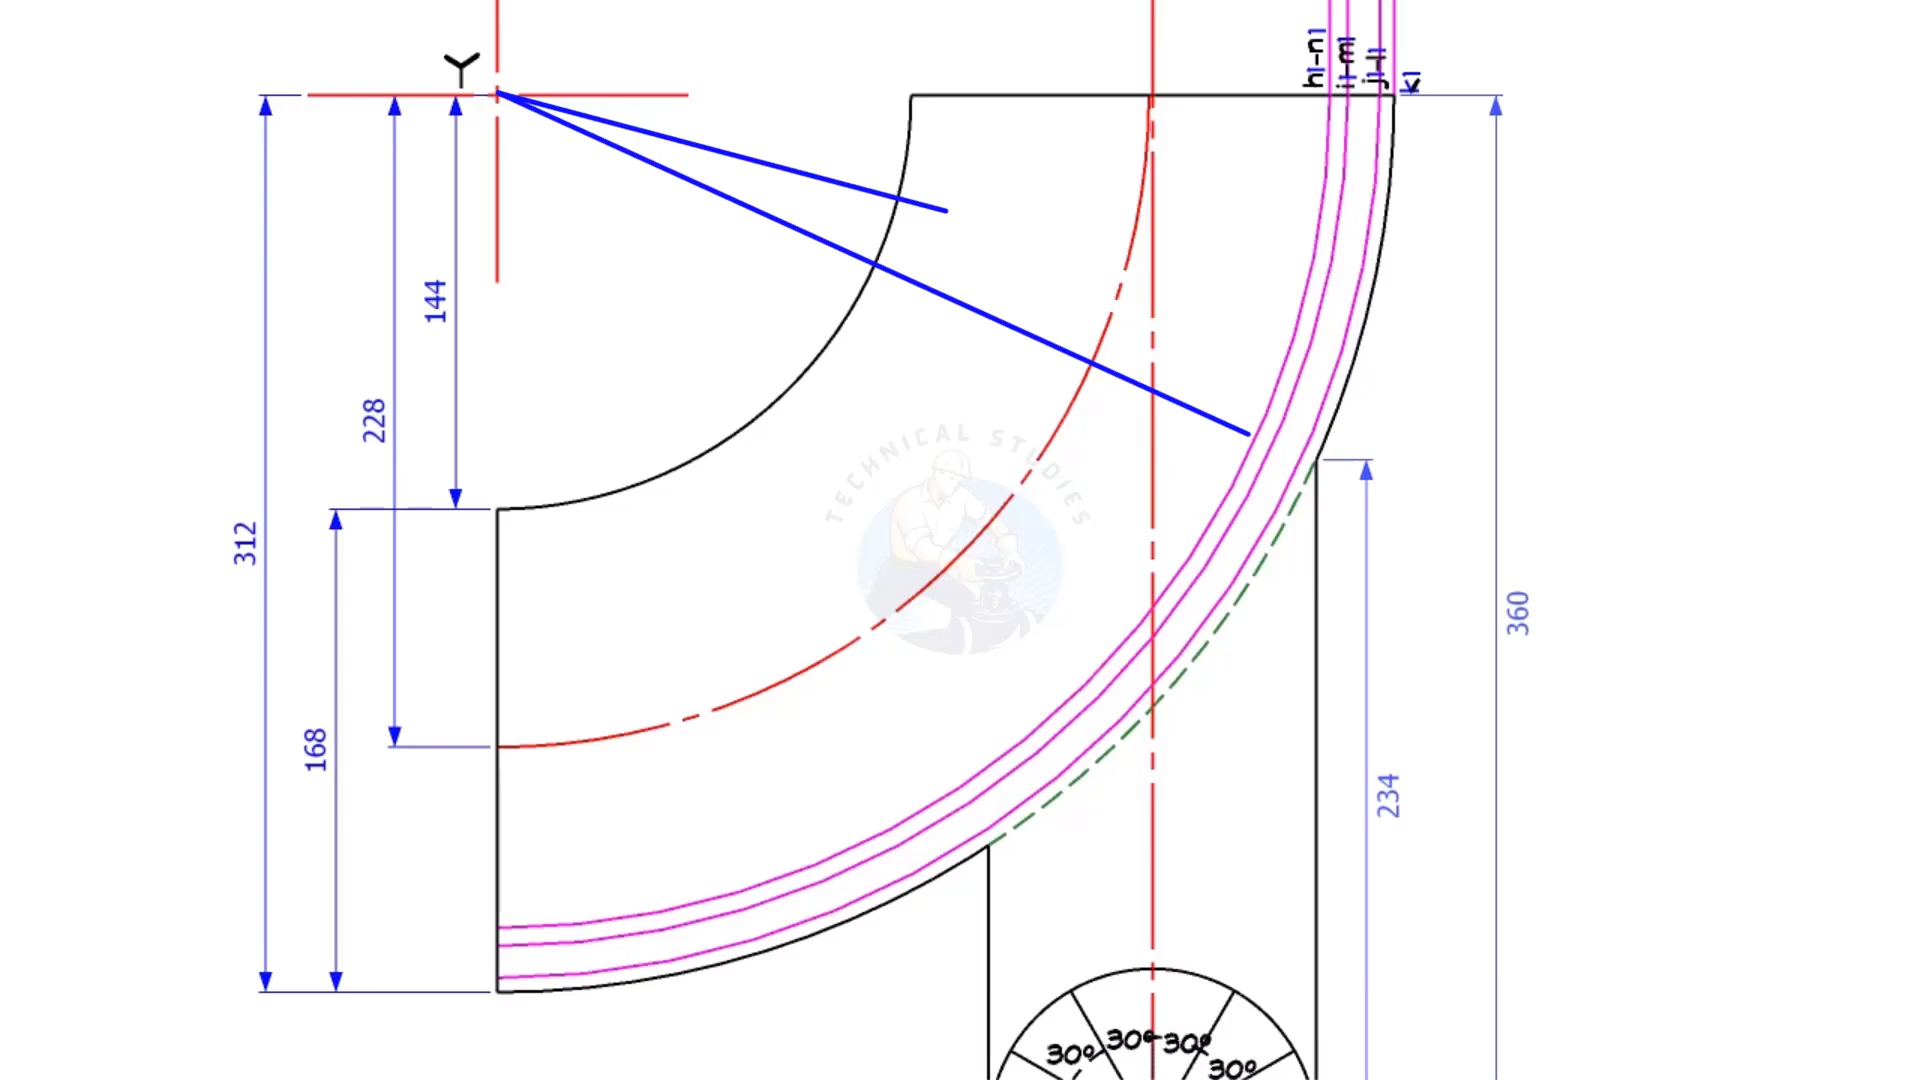 Y
h1-n1
i1-m1
j1-l1
k1
144
228
312
168
360
234
TECHNICAL STUDIES
30°
30°
30°
30°